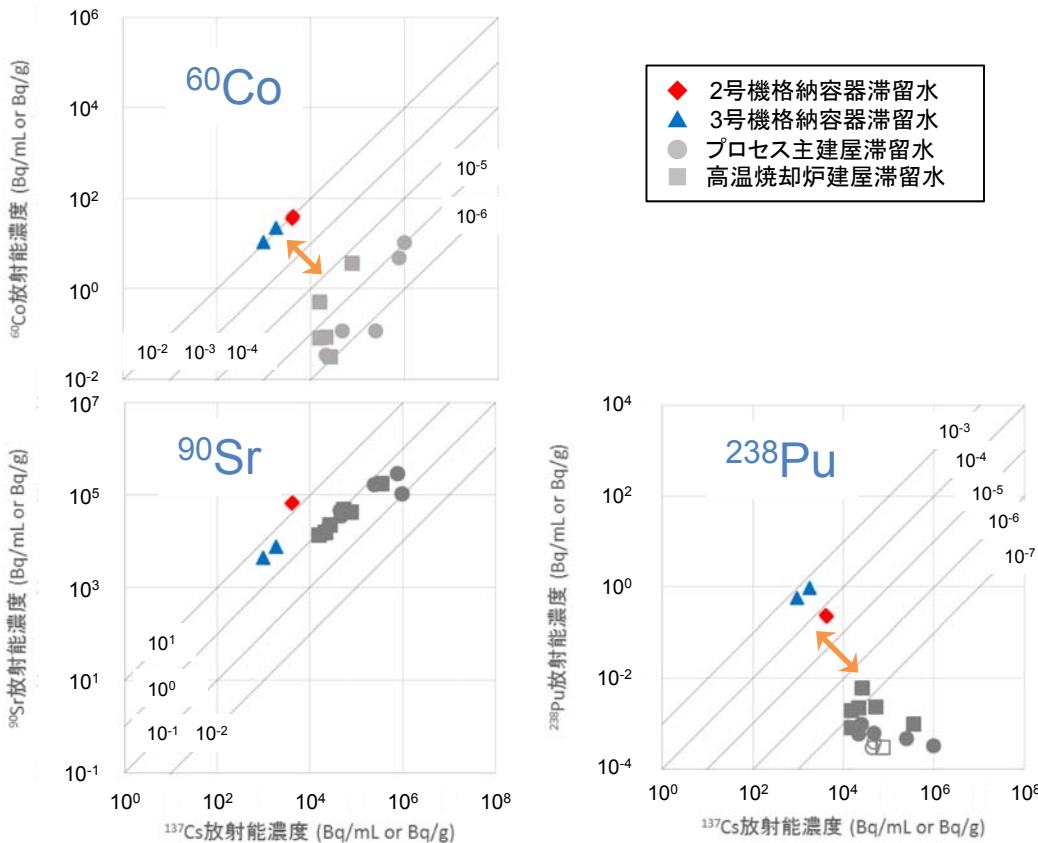 ⁶⁰Co
⁶⁰Co放射能濃度 (Bq/mL or Bq/g)
10⁶
10⁴
10²
10⁰
10⁻²
10⁻⁵
10⁻⁶
10⁻² 10⁻³ 10⁻⁴
2号機格納容器滞留水
3号機格納容器滞留水
プロセス主建屋滞留水
高温焼却炉建屋滞留水
⁹⁰Sr
⁹⁰Sr放射能濃度 (Bq/mL or Bq/g)
10⁷
10⁵
10³
10¹
10⁻¹
10¹
10⁰
10⁻¹ 10⁻²
10⁰ 10² 10⁴ 10⁶ 10⁸
¹³⁷Cs放射能濃度 (Bq/mL or Bq/g)
²³⁸Pu
²³⁸Pu放射能濃度 (Bq/mL or Bq/g)
10⁴
10²
10⁰
10⁻²
10⁻⁴
10⁻³
10⁻⁴
10⁻⁵
10⁻⁶
10⁻⁷
10⁰ 10² 10⁴ 10⁶ 10⁸
¹³⁷Cs放射能濃度 (Bq/mL or Bq/g)